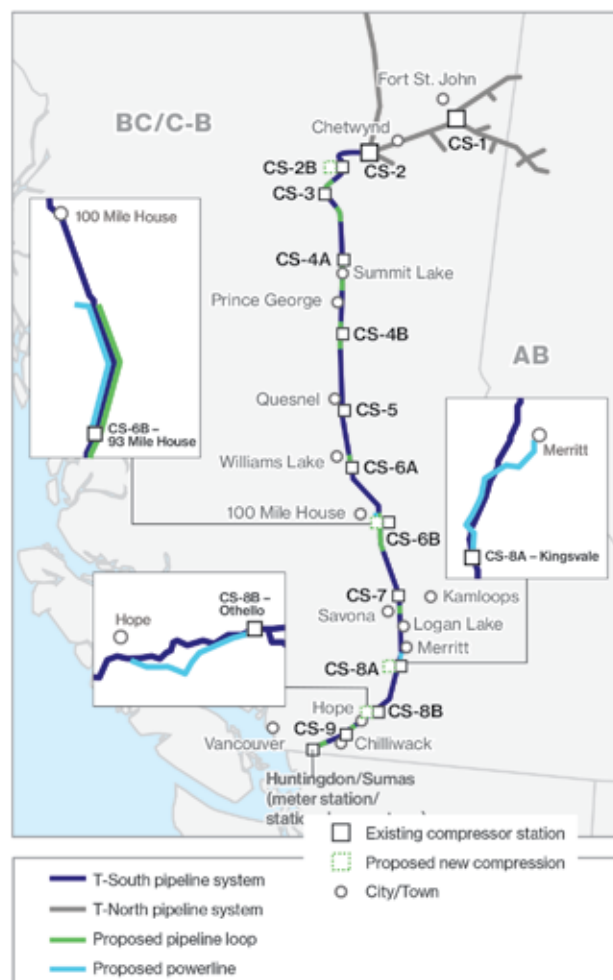 Fort St. John
BC/C-B
Chetwynd
CS-1
CS-2B
CS-2
CS-3
100 Mile House
CS-4A
Summit Lake
Prince George
CS-4B
AB
Quesnel
CS-5
CS-6B –
93 Mile House
Merritt
Williams Lake
CS-6A
100 Mile House
CS-6B
CS-8A – Kingsvale
CS-8B –
Othello
Hope
CS-7
Kamloops
Savona
Logan Lake
Merritt
CS-8A
Hope
CS-8B
CS-9
Vancouver
Chilliwack
Huntingdon/Sumas
(meter station/
Existing compressor station
Proposed new compression
City/Town
T-South pipeline system
T-North pipeline system
Proposed pipeline loop
Proposed powerline